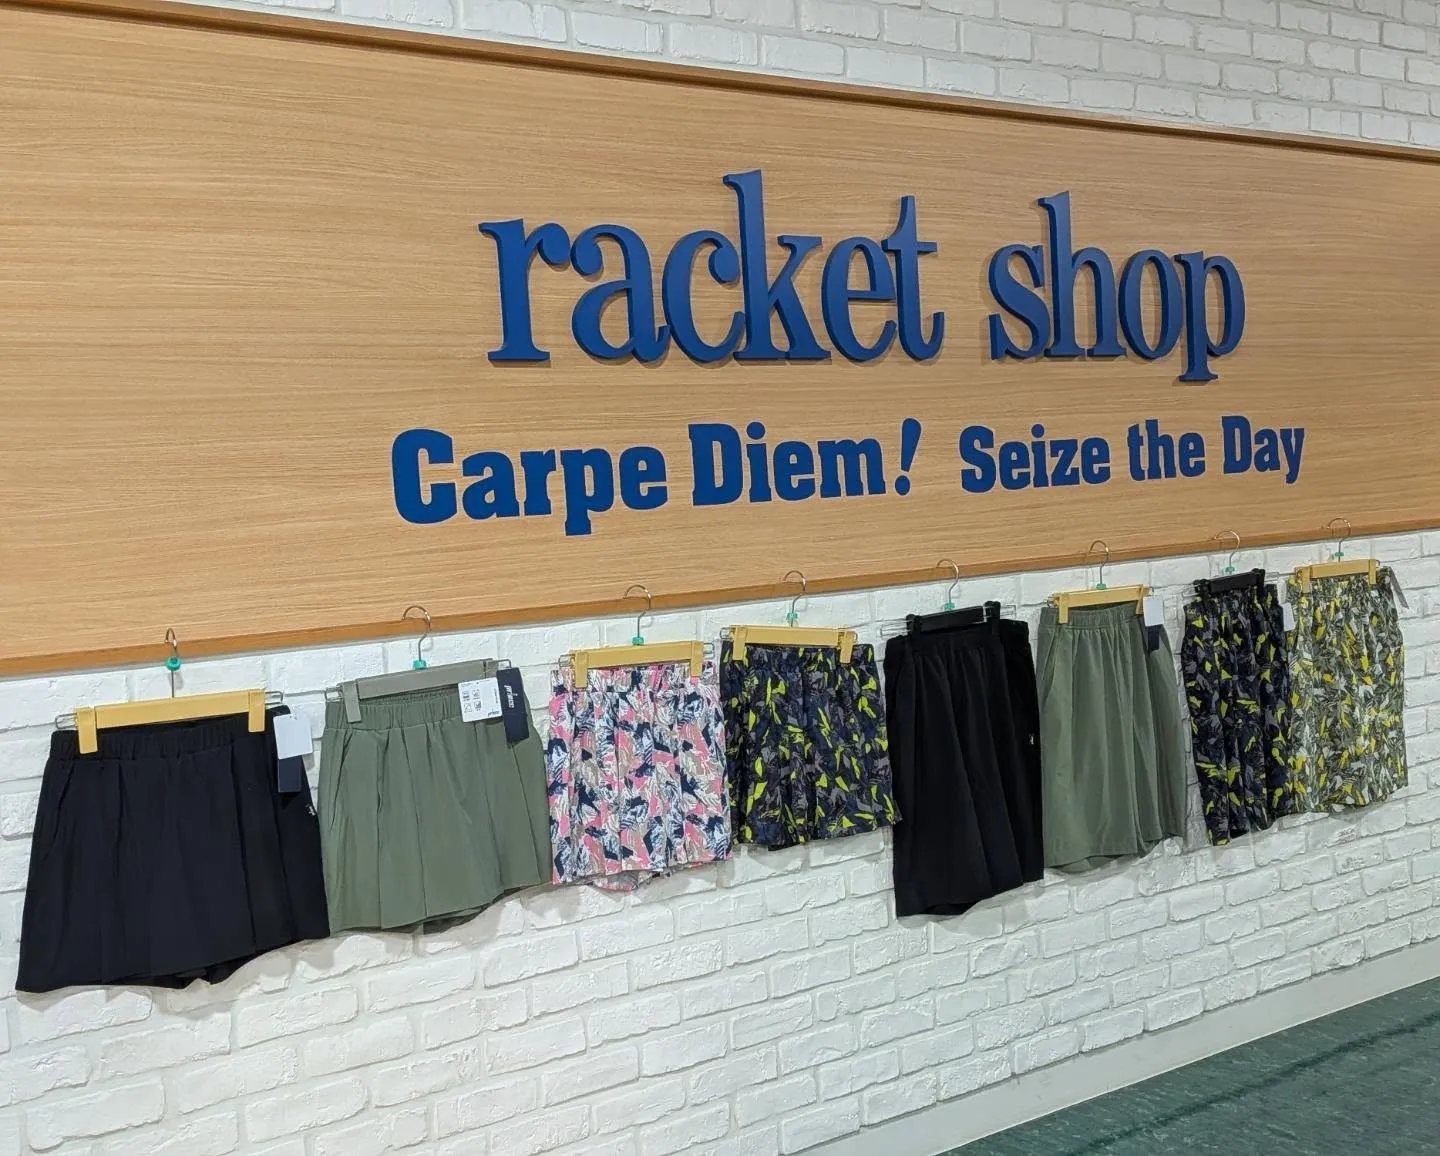 racket shop
Carpe Diem! Seize the Day